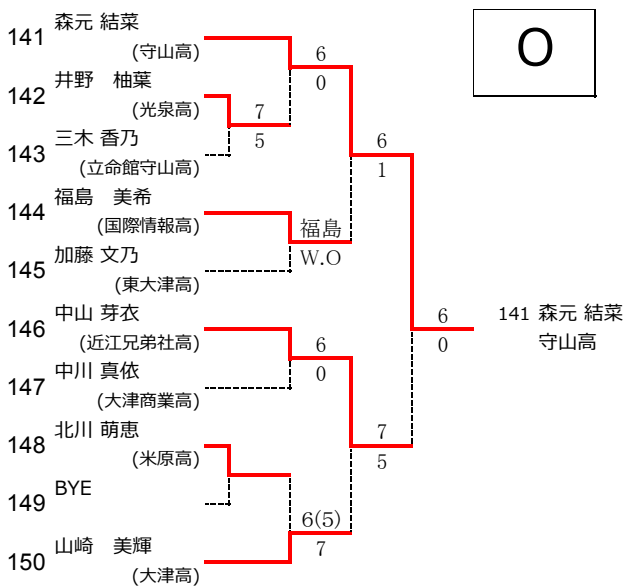 O
141 森元 結菜
(守山高)
6
0
142 井野　柚葉
(光泉高)
7
5
143 三木 香乃
(立命館守山高)
6
1
144 福島　美希
(国際情報高)
福島
W.O
145 加藤 文乃
(東大津高)
146 中山 芽衣
(近江兄弟社高)
6
0
6
0
141 森元 結菜
守山高
147 中川 真依
(大津商業高)
148 北川 萌恵
(米原高)
7
5
149 BYE
6(5)
7
150 山崎　美輝
(大津高)